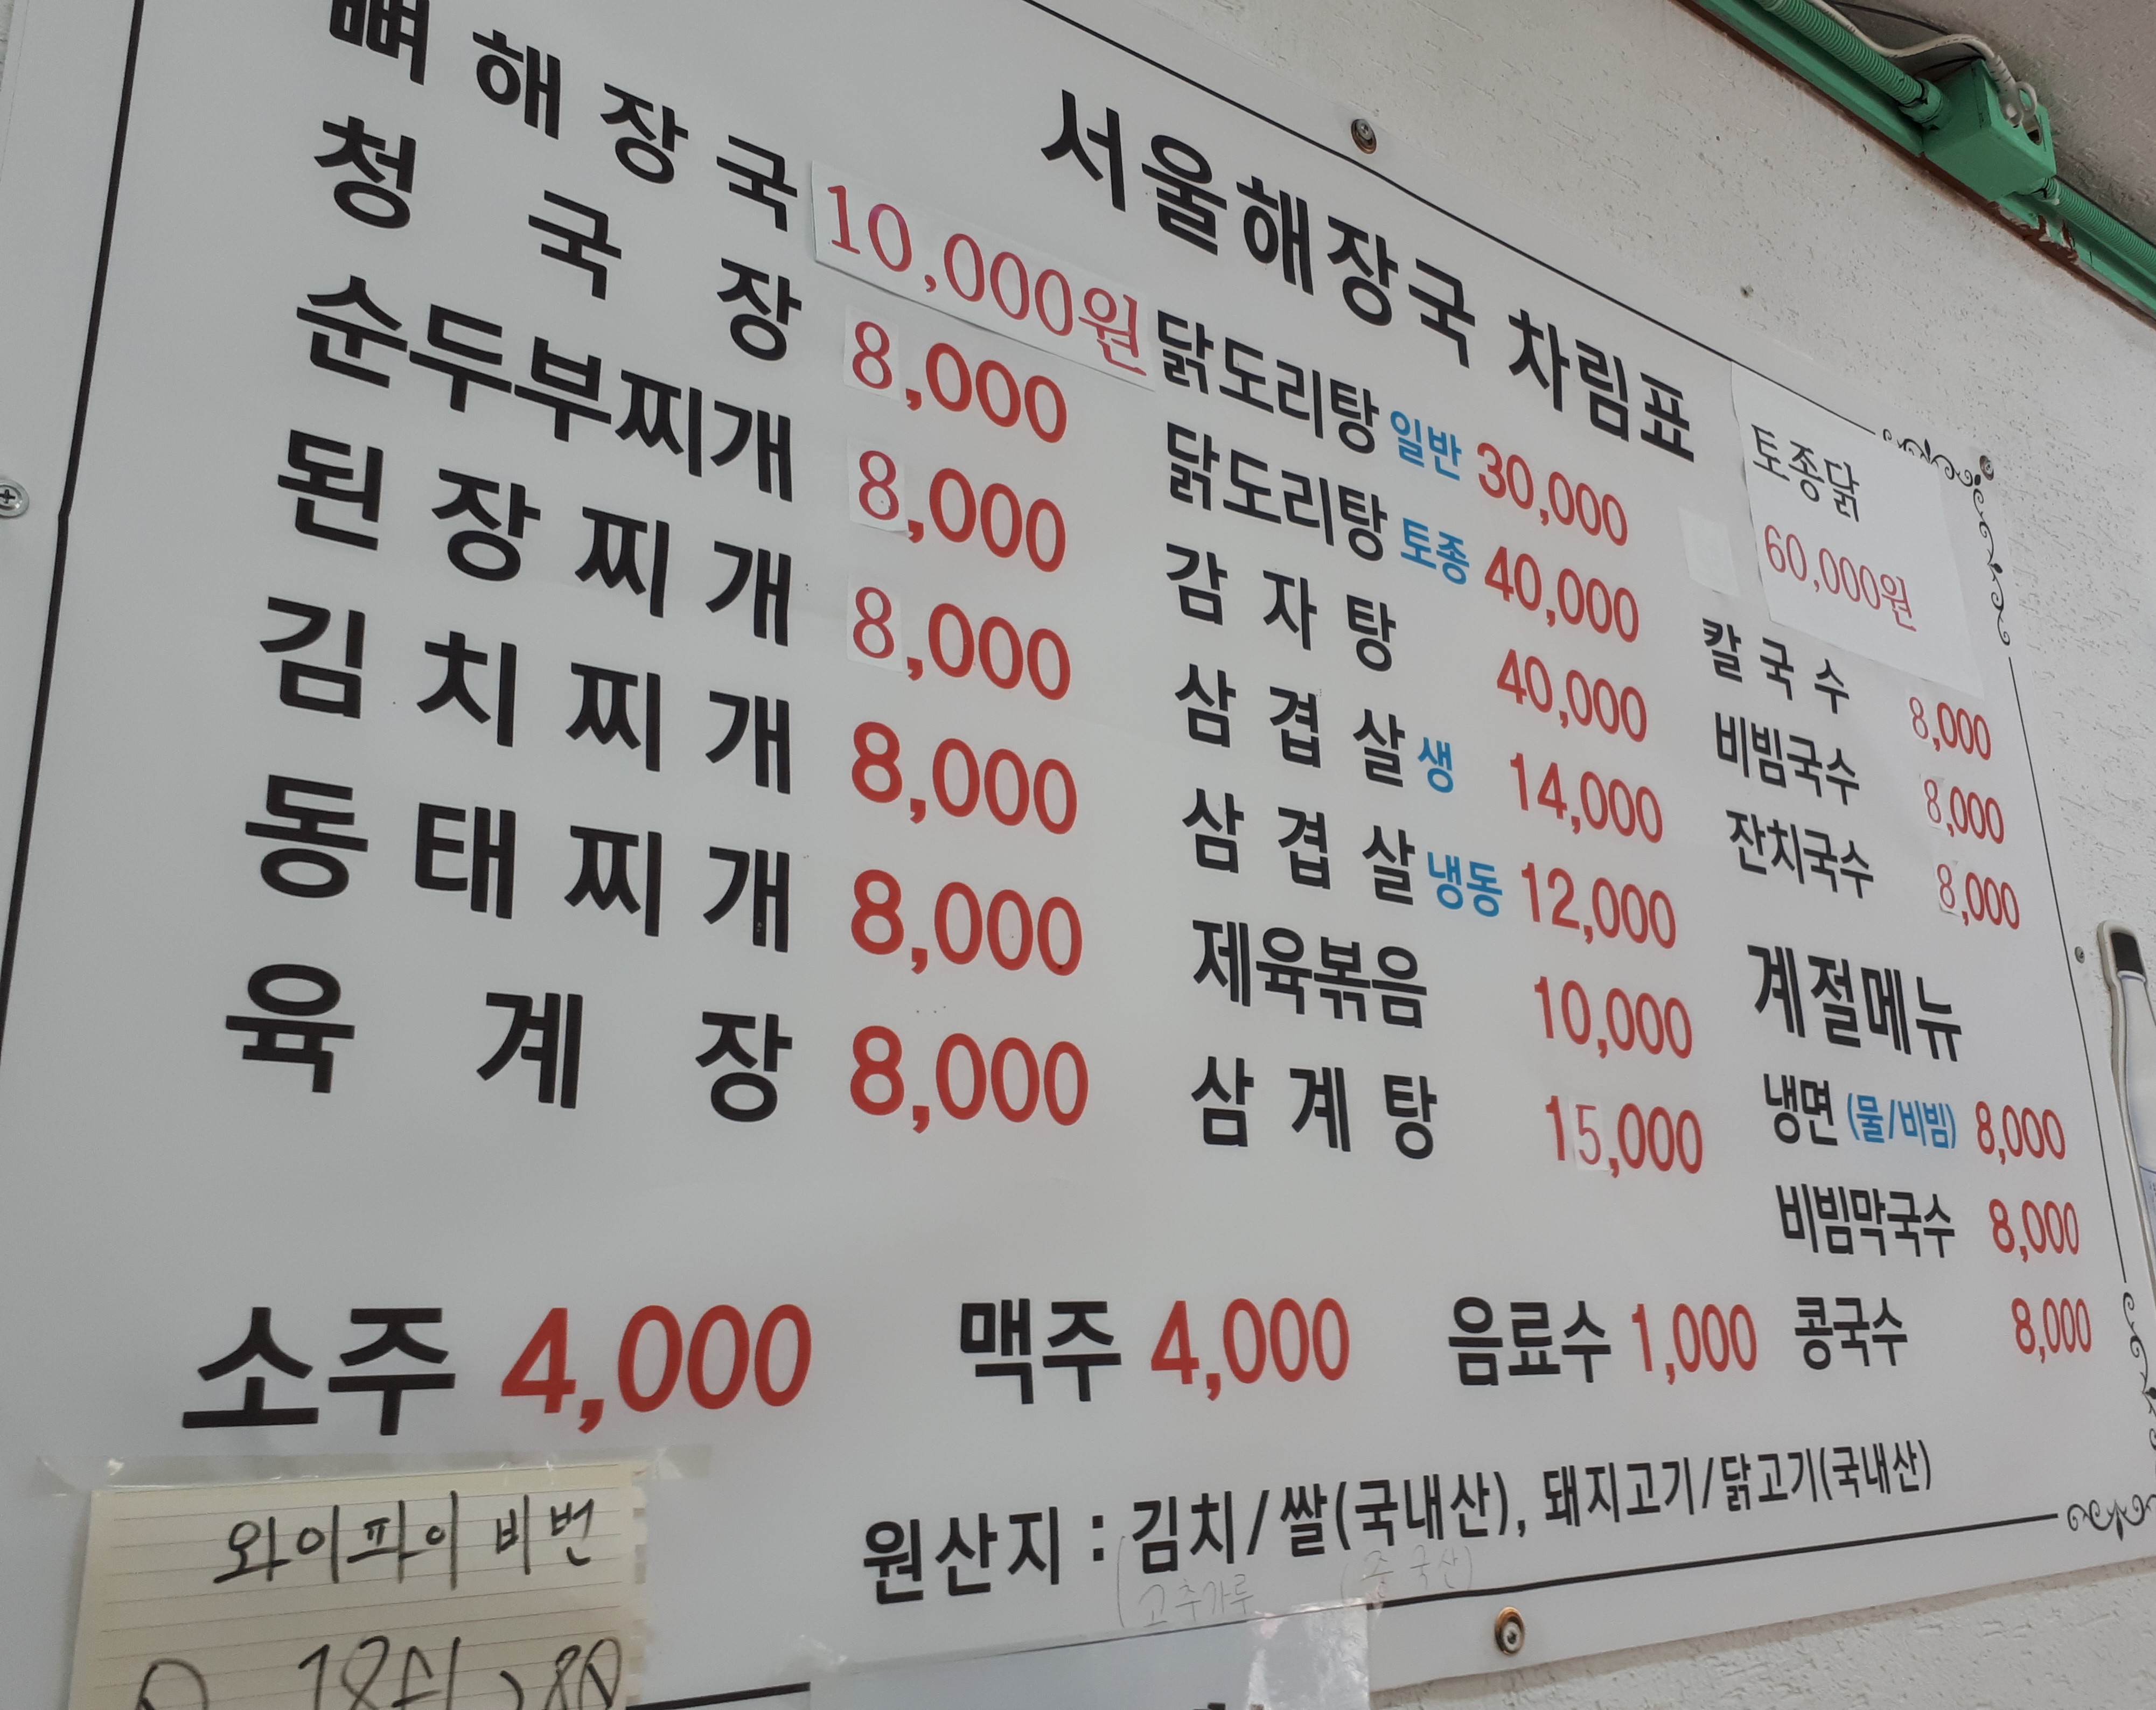 서울해장국 차림표
뼈해장국 10,000원
청국장 8,000
순두부찌개 8,000
된장찌개 8,000
김치찌개 8,000
동태찌개 8,000
육계장 8,000
닭도리탕 일반 30,000
닭도리탕 토종 40,000
감자탕 40,000
삼겹살 생 14,000
삼겹살 냉동 12,000
제육볶음 10,000
삼계탕 15,000
토종닭
60,000원
칼국수 8,000
비빔국수 8,000
잔치국수 8,000
계절메뉴
냉면 (물/비빔) 8,000
비빔막국수 8,000
콩국수 8,000
소주 4,000 맥주 4,000 음료수 1,000
원산지 : 김치/쌀(국내산), 돼지고기/닭고기(국내산)
(고추가루 (중국산)
와이파이 비번